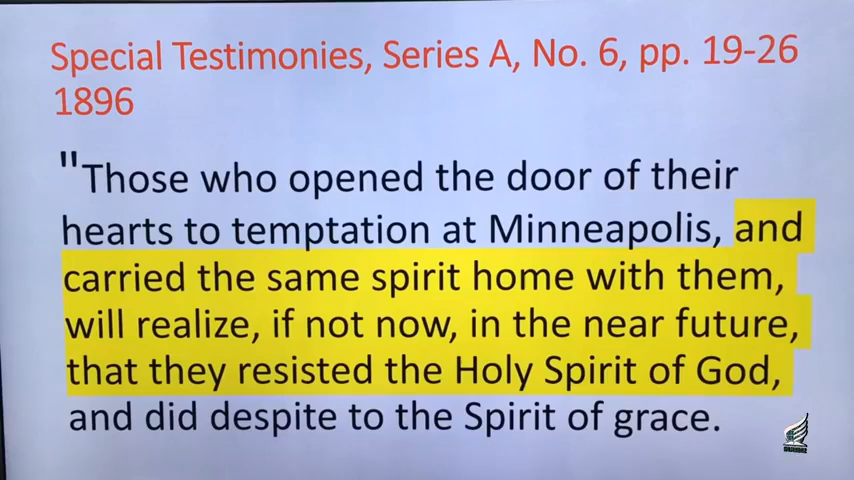 Special Testimonies, Series A, No. 6, pp. 19-26
1896
"Those who opened the door of their
hearts to temptation at Minneapolis, and
carried the same spirit home with them,
will realize, if not now, in the near future,
that they resisted the Holy Spirit of God,
and did despite to the Spirit of grace.